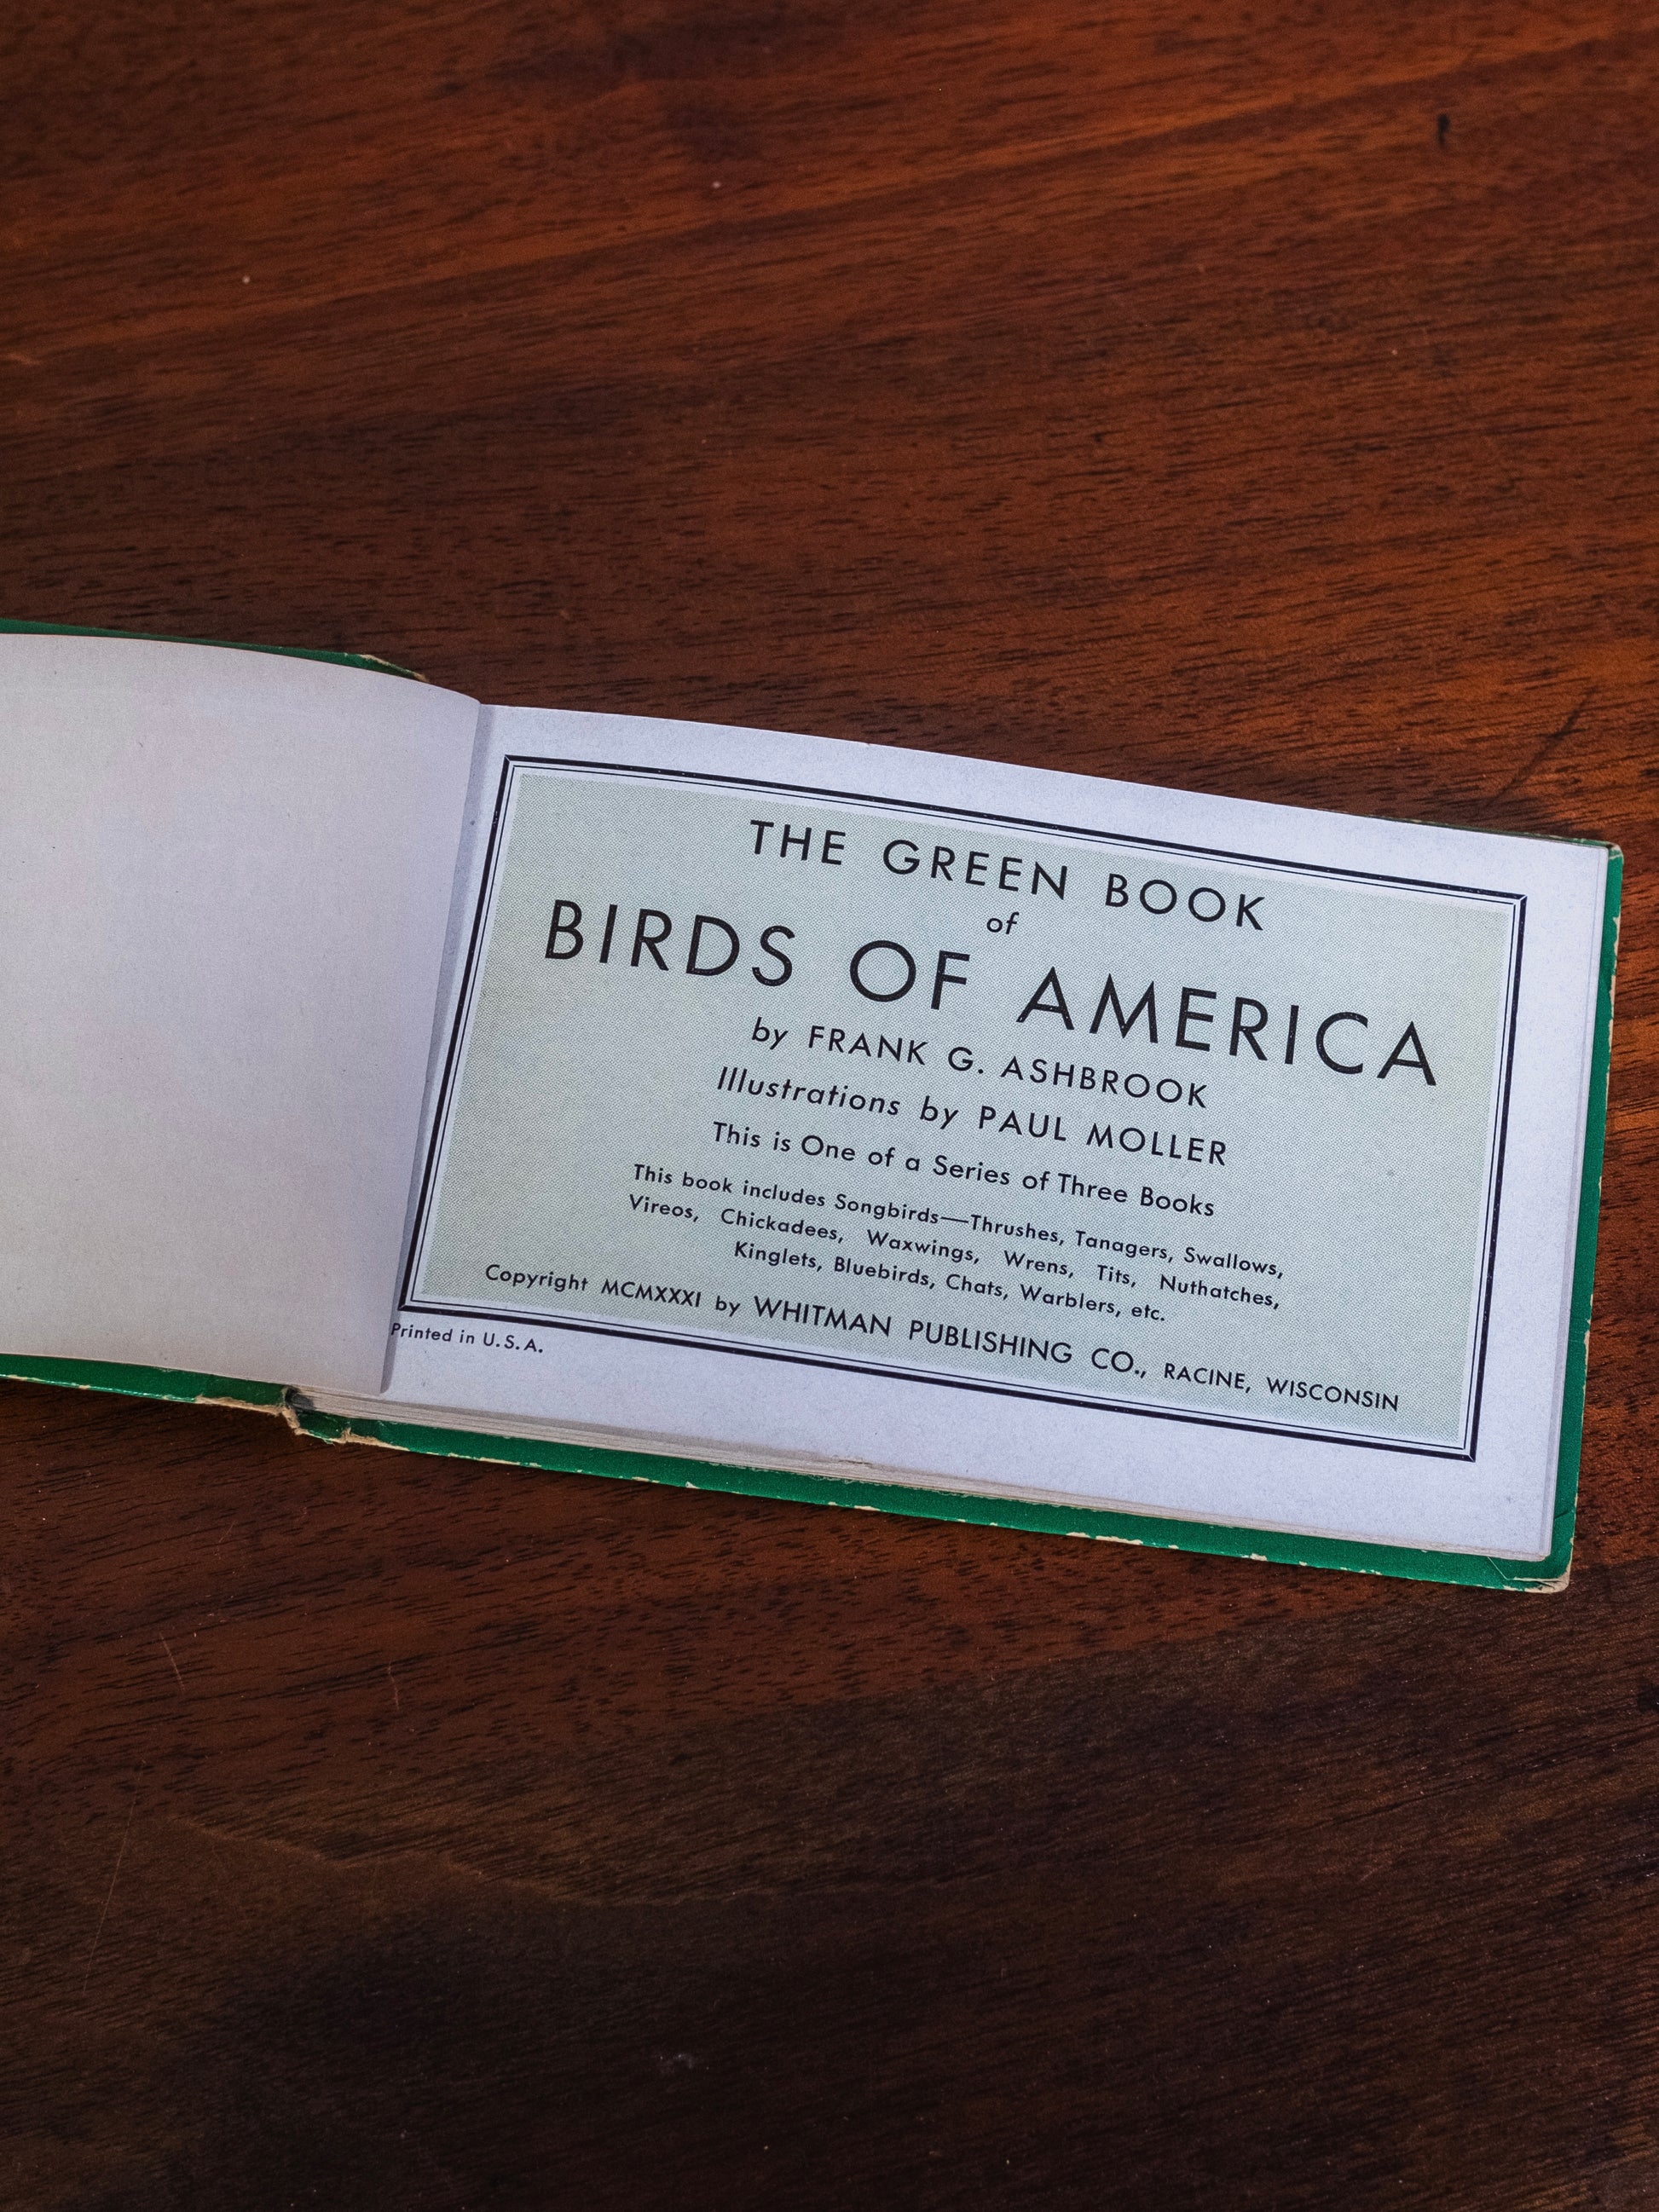 THE GREEN BOOK
of
BIRDS OF AMERICA
by FRANK G. ASHBROOK
Illustrations by PAUL MOLLER
This is One of a Series of Three Books
This book includes Songbirds—Thrushes, Tanagers, Swallows,
Vireos, Chickadees, Waxwings, Wrens, Tits, Nuthatches,
Kinglets, Bluebirds, Chats, Warblers, etc.
Copyright MCMXXXI by WHITMAN PUBLISHING CO., RACINE, WISCONSIN
Printed in U.S.A.